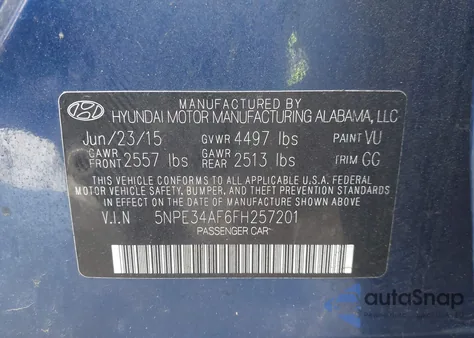 MANUFACTURED BY
HYUNDAI MOTOR MANUFACTURING ALABAMA, LLC
Jun/23/15 GVWR 4497 lbs PAINT VU
GAWR FRONT 2557 lbs GAWR REAR 2513 lbs TRIM GG
THIS VEHICLE CONFORMS TO ALL APPLICABLE U.S.A. FEDERAL
MOTOR VEHICLE SAFETY, BUMPER, AND THEFT PREVENTION STANDARDS
IN EFFECT ON THE DATE OF MANUFACTURE SHOWN ABOVE.
V.I.N 5NPE34AF6FH257201
PASSENGER CAR
autoSnap